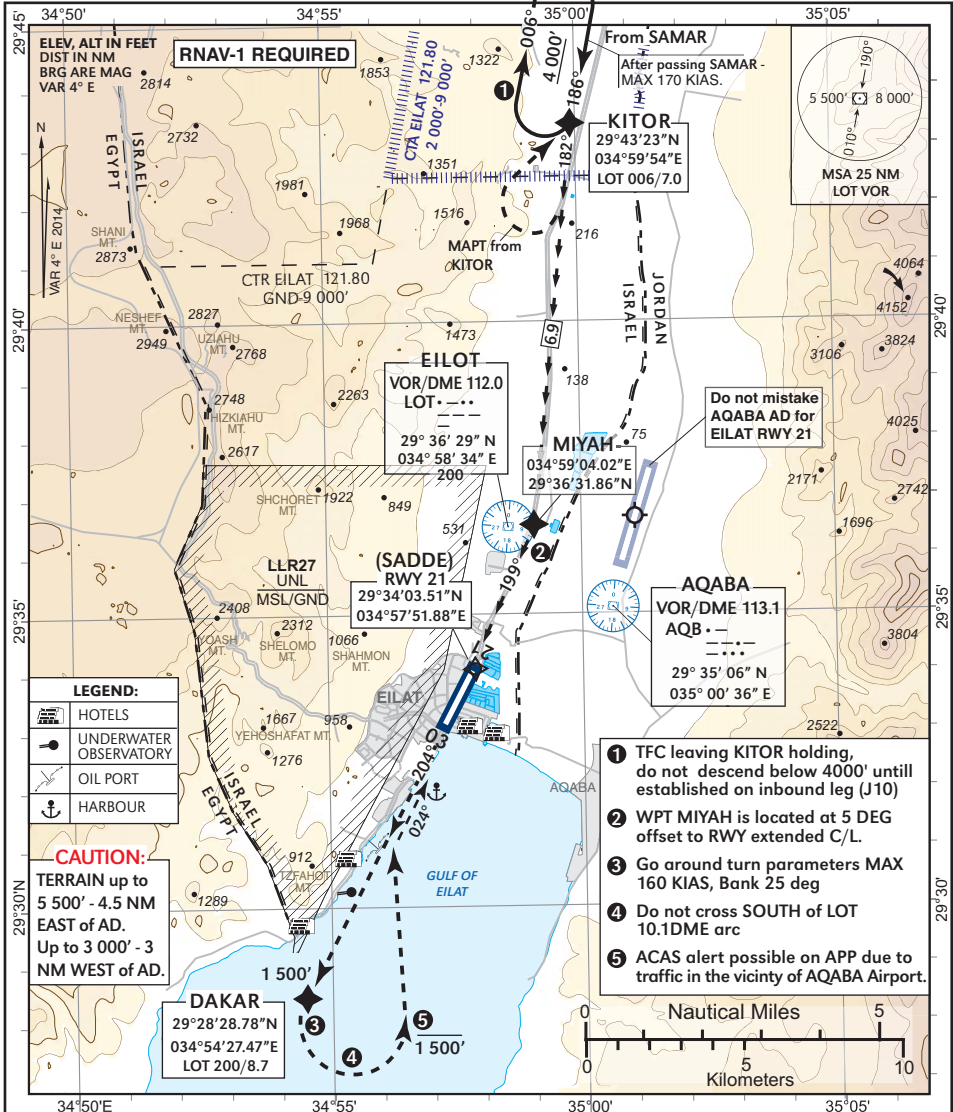 34°50'
34°55'
35°00'
35°05'
29°45'
29°45'
ELEV, ALT IN FEET
DIST IN NM
BRG ARE MAG
VAR 4° E
RNAV-1 REQUIRED
2814
1853
1322
006°
4 000'
❶
186°
From SAMAR
After passing SAMAR -
MAX 170 KIAS.
190°
5 500'
8 000'
010°
MSA 25 NM
LOT VOR
CTA EILAT 121.80
2 000'-9 000'
KITOR
29°43'23"N
034°59'54"E
LOT 006/7.0
182°
N
VAR 4° E 2014
EGYPT
ISRAEL
2732
1351
1981
1968
1516
216
MAPT from
KITOR
SHANI
MT.
2873
CTR EILAT 121.80
GND-9 000'
JORDAN
ISRAEL
4064
4152
29°40'
29°40'
NESHEF
MT.
2949
2827
UZIAHU
MT.
2768
1473
6.9
3824
3106
EILOT
VOR/DME 112.0
LOT
29° 36' 29" N
034° 58' 34" E
200
138
2748
HIZKIAHU
MT.
2263
2617
Do not mistake
AQABA AD for
EILAT RWY 21
4025
75
MIYAH
034°59'04.02"E
29°36'31.86"N
2171
2742
SHCHORET
MT.
1922
849
531
1696
❷
LLR27
UNL
MSL/GND
(SADDE)
RWY 21
29°34'03.51"N
034°57'51.88"E
199°
29°35'
29°35'
AQABA
VOR/DME 113.1
AQB
29° 35' 06" N
035° 00' 36" E
2408
YOASH
MT.
2312
SHELOMO
MT.
1066
SHAHMON
MT.
3804
LEGEND:
HOTELS
UNDERWATER
OBSERVATORY
OIL PORT
HARBOUR
EILAT
21
03
1667
YEHOSHAFAT MT.
958
1276
2522
204°
024°
AQABA
ISRAEL
EGYPT
❶ TFC leaving KITOR holding,
do not descend below 4000' untill
established on inbound leg (J10)
❷ WPT MIYAH is located at 5 DEG
offset to RWY extended C/L.
❸ Go around turn parameters MAX
160 KIAS, Bank 25 deg
❹ Do not cross SOUTH of LOT
10.1DME arc
❺ ACAS alert possible on APP due to
traffic in the vicinty of AQABA Airport.
CAUTION:
TERRAIN up to
5 500' - 4.5 NM
EAST of AD.
Up to 3 000' - 3
NM WEST of AD.
912
TZFAHOT
MT.
1289
GULF OF
EILAT
29°30'N
29°30'N
1 500'
DAKAR
29°28'28.78"N
034°54'27.47"E
LOT 200/8.7
❸
❹
❺
1 500'
0
Nautical Miles
5
0
5
10
Kilometers
34°50'E
34°55'
35°00'
35°05'